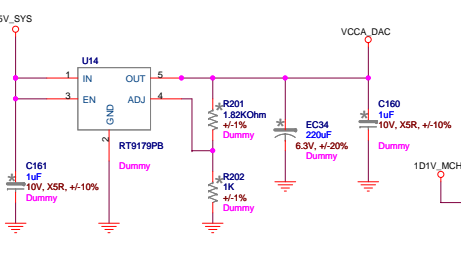 5V_SYS
VCCA_DAC
U14
1
IN
OUT
5
3
EN
ADJ
4
GND
2
RT9179PB
Dummy
R201
1.82KOhm
+/-1%
Dummy
R202
1K
+/-1%
Dummy
EC34
220uF
6.3V, +/-20%
Dummy
C160
1uF
10V, X5R, +/-10%
Dummy
C161
1uF
10V, X5R, +/-10%
Dummy
1D1V_MCH